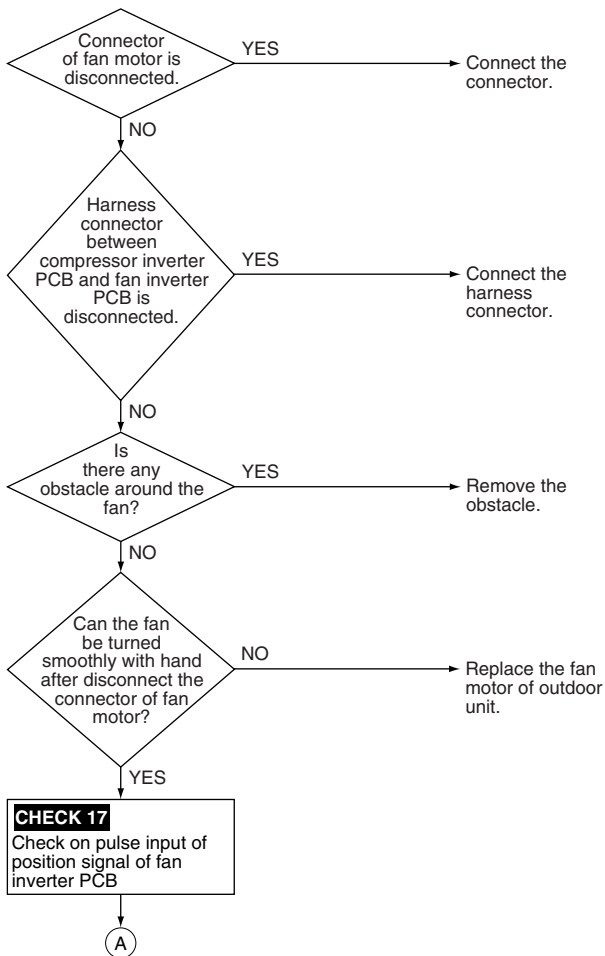 Connector
of fan motor is
disconnected.
YES
Connect the
connector.
NO
Harness
connector
between
compressor inverter
PCB and fan inverter
PCB is
disconnected.
YES
Connect the
harness
connector.
NO
Is
there any
obstacle around the
fan?
YES
Remove the
obstacle.
NO
Can the fan
be turned
smoothly with hand
after disconnect the
connector of fan
motor?
NO
Replace the fan
motor of outdoor
unit.
YES
CHECK 17
Check on pulse input of
position signal of fan
inverter PCB
A